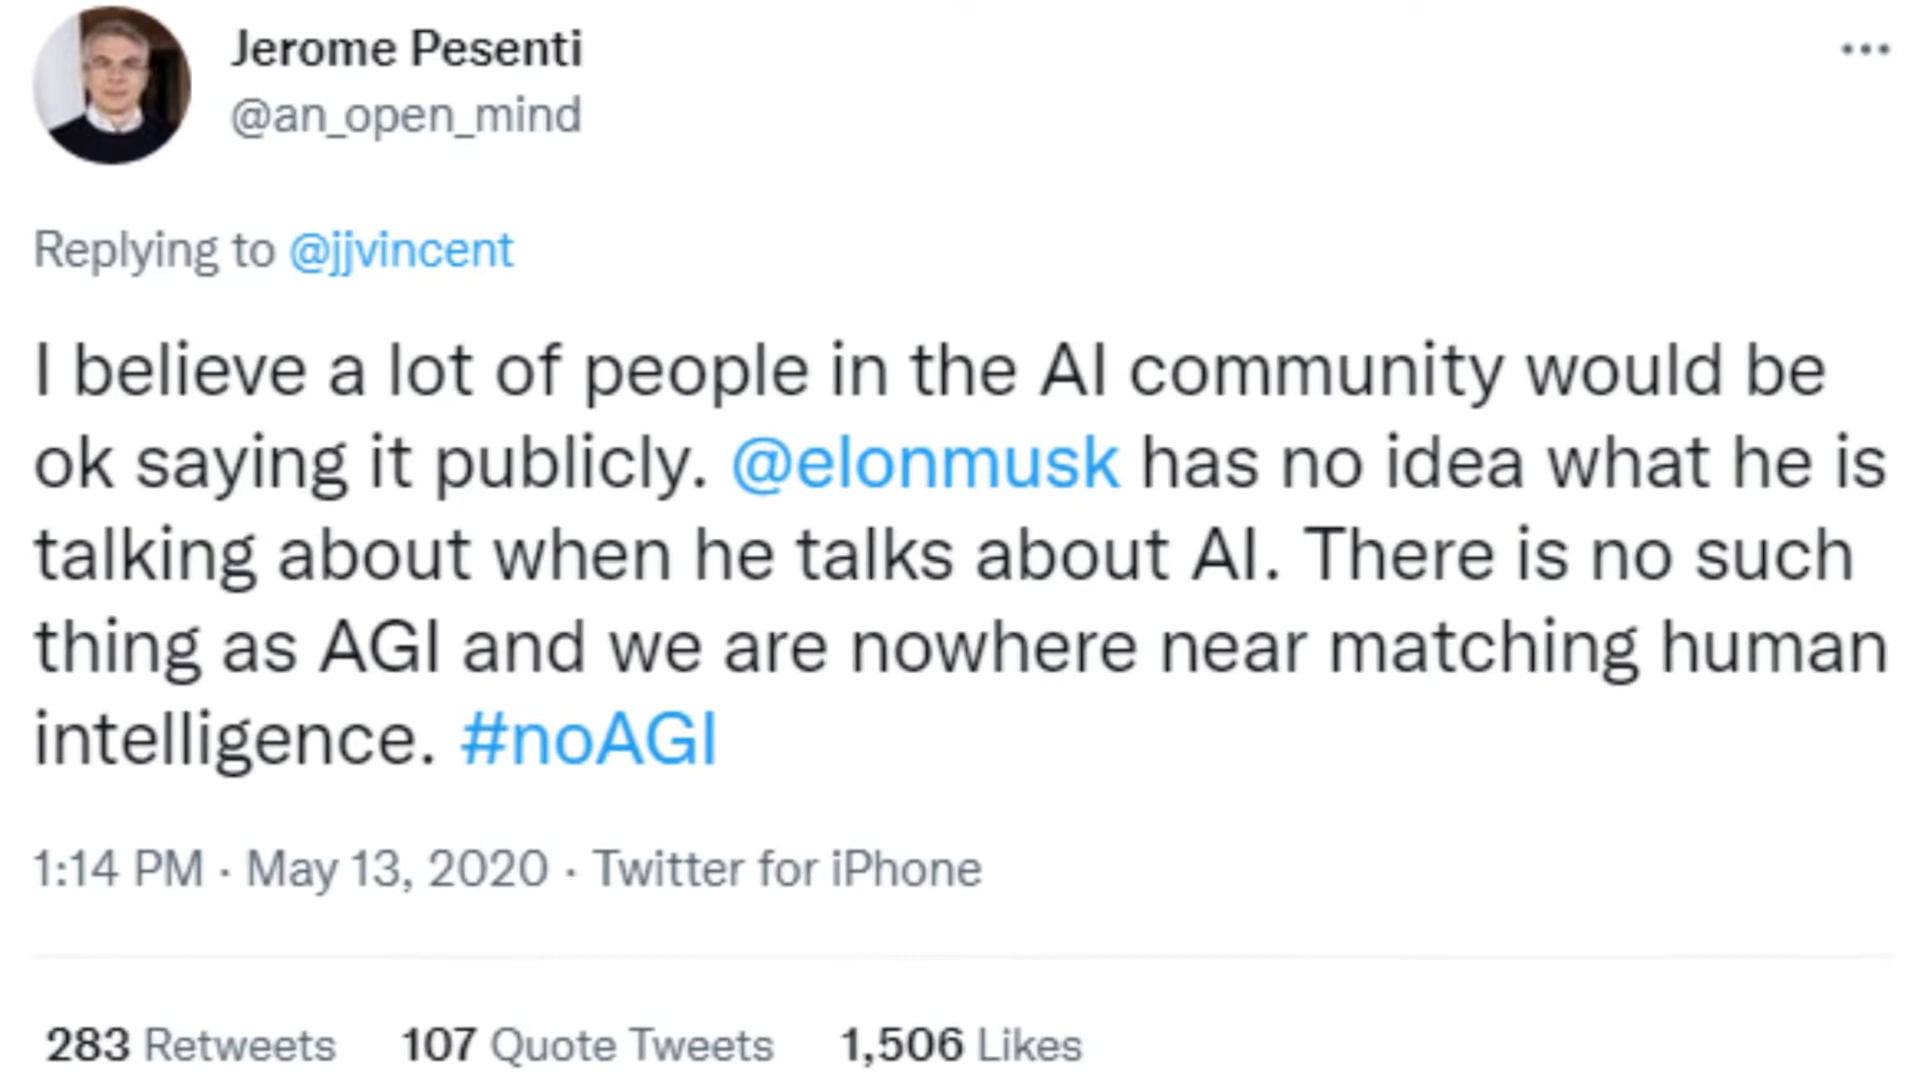 Jerome Pesenti
@an_open_mind
Replying to @jjvincent
I believe a lot of people in the AI community would be
ok saying it publicly. @elonmusk has no idea what he is
talking about when he talks about AI. There is no such
thing as AGI and we are nowhere near matching human
intelligence. #noAGI
1:14 PM · May 13, 2020 · Twitter for iPhone
283 Retweets 107 Quote Tweets 1,506 Likes